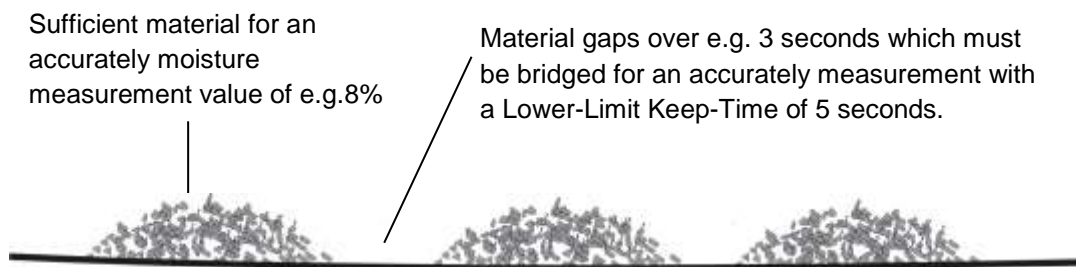 Sufficient material for an
accurately moisture
measurement value of e.g.8%
Material gaps over e.g. 3 seconds which must
be bridged for an accurately measurement with
a Lower-Limit Keep-Time of 5 seconds.